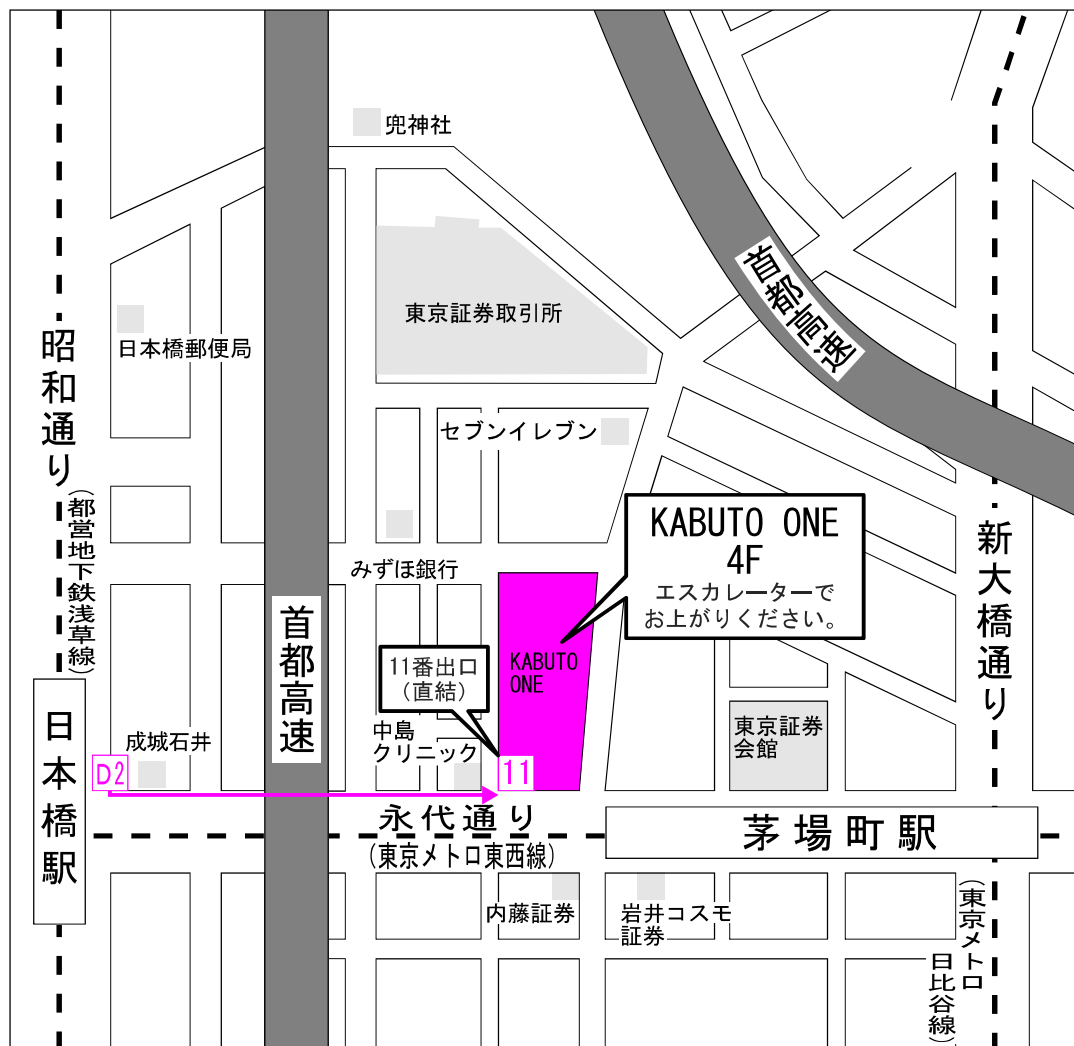 兜神社
東京証券取引所
首都高速
日本橋郵便局
昭和通り
(都営地下鉄浅草線)
セブンイレブン
KABUTO ONE
4F
エスカレーターで
お上がりください。
新大橋通り
みずほ銀行
首都高速
11番出口
(直結)
KABUTO
ONE
日本橋駅
成城石井
D2
中島
クリニック
11
東京証券
会館
永代通り
(東京メトロ東西線)
茅場町駅
内藤証券
岩井コスモ
証券
(東京メトロ
日比谷線)